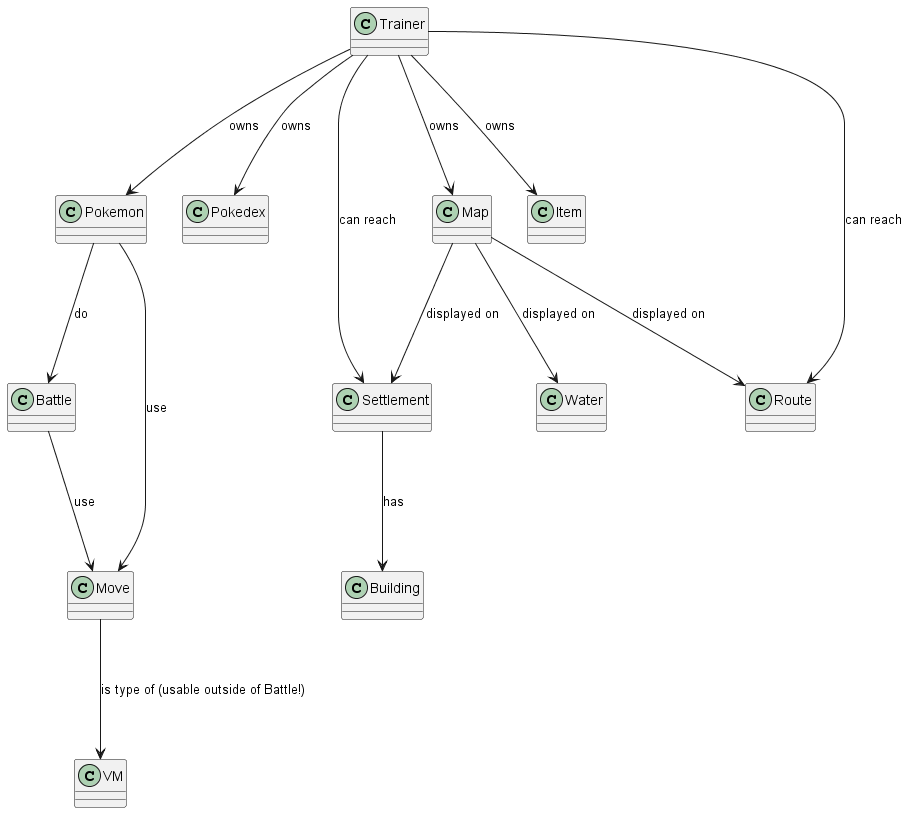 C Trainer
owns
owns
owns
owns
C Pokemon
C Pokedex
can reach
C Map
C Item
can reach
do
displayed on
displayed on
displayed on
C Battle
use
C Settlement
C Water
C Route
use
has
C Move
C Building
is type of (usable outside of Battle!)
C VM